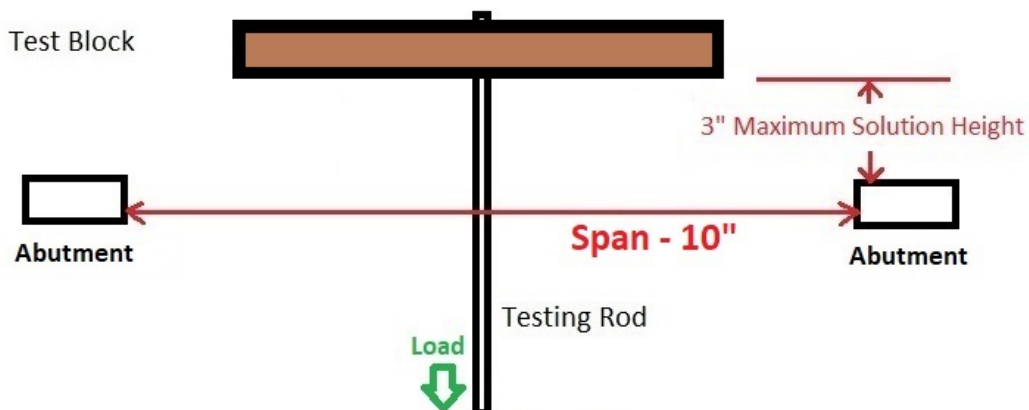 Test Block
3" Maximum Solution Height
Span - 10"
Abutment
Abutment
Testing Rod
Load